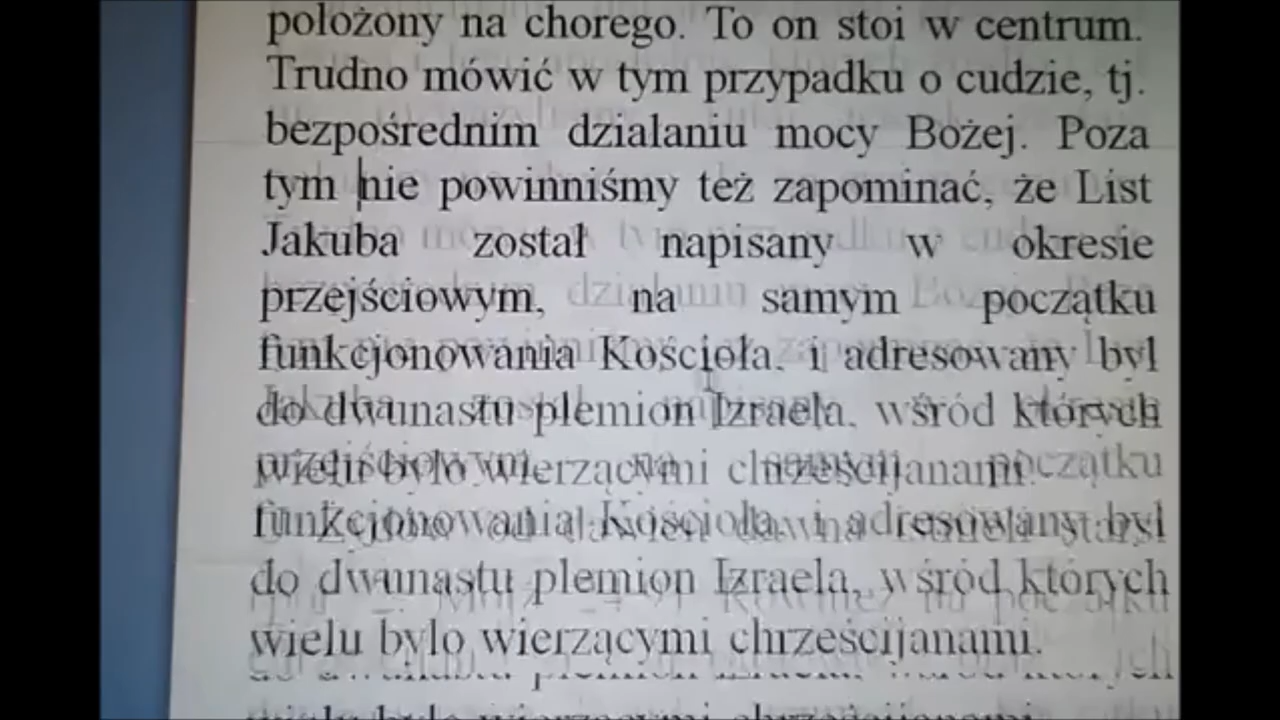 położony na chorego. To on stoi w centrum.
Trudno mówić w tym przypadku o cudzie, tj.
bezpośrednim działaniu mocy Bożej. Poza
tym nie powinniśmy też zapominać, że List
Jakuba został napisany w okresie
przejściowym, na samym początku
funkcjonowania Kościoła, i adresowany był
do dwunastu plemion Izraela, wśród których
wielu było wierzącymi chrześcijanami.
funkcjonowania Kościoła, i adresowany był
do dwunastu plemion Izraela, wśród których
wielu było wierzącymi chrześcijanami.